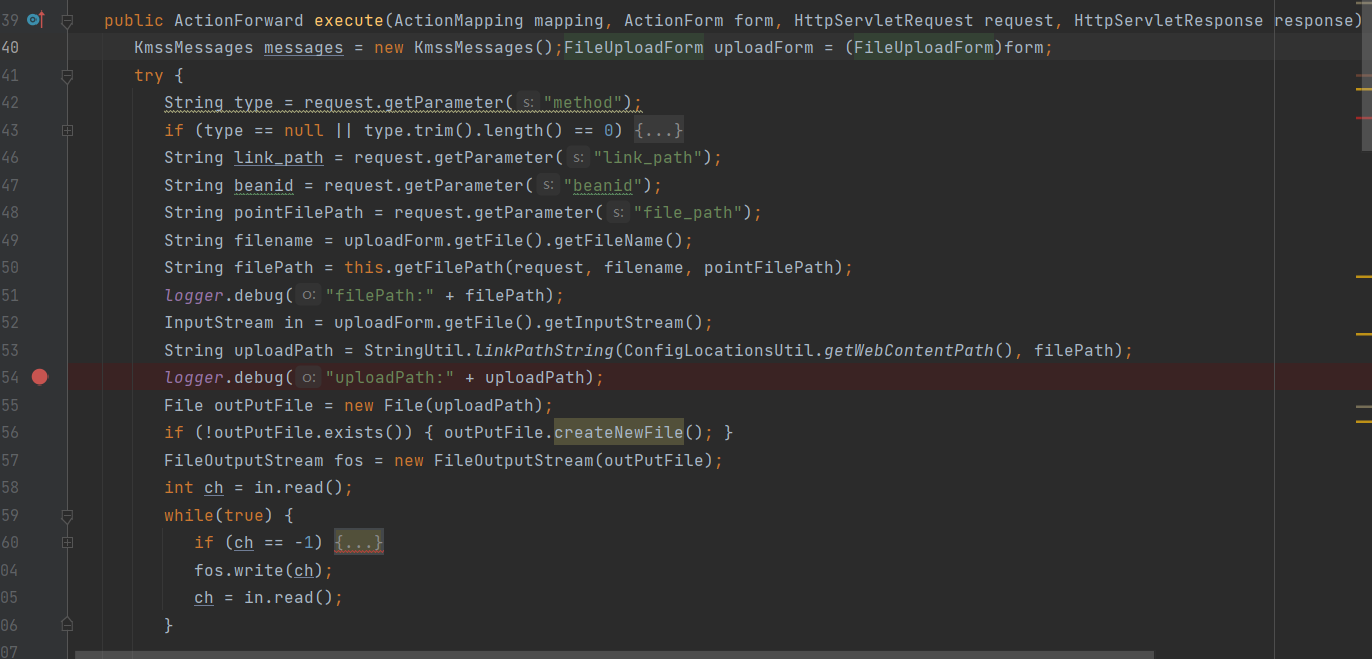 39 public ActionForward execute(ActionMapping mapping, ActionForm form, HttpServletRequest request, HttpServletResponse response)
40 KmssMessages messages = new KmssMessages();FileUploadForm uploadForm = (FileUploadForm)form;
41 try {
42 String type = request.getParameter( s: "method");
43 if (type == null || type.trim().length() == 0) {...}
46 String link_path = request.getParameter( s: "link_path");
47 String beanid = request.getParameter( s: "beanid");
48 String pointFilePath = request.getParameter( s: "file_path");
49 String filename = uploadForm.getFile().getFileName();
50 String filePath = this.getFilePath(request, filename, pointFilePath);
51 logger.debug( o: "filePath:" + filePath);
52 InputStream in = uploadForm.getFile().getInputStream();
53 String uploadPath = StringUtil.linkPathString(ConfigLocationsUtil.getWebContentPath(), filePath);
54 logger.debug( o: "uploadPath:" + uploadPath);
55 File outPutFile = new File(uploadPath);
56 if (!outPutFile.exists()) { outPutFile.createNewFile(); }
57 FileOutputStream fos = new FileOutputStream(outPutFile);
58 int ch = in.read();
59 while(true) {
60 if (ch == -1) {...}
04 fos.write(ch);
05 ch = in.read();
06 }
07